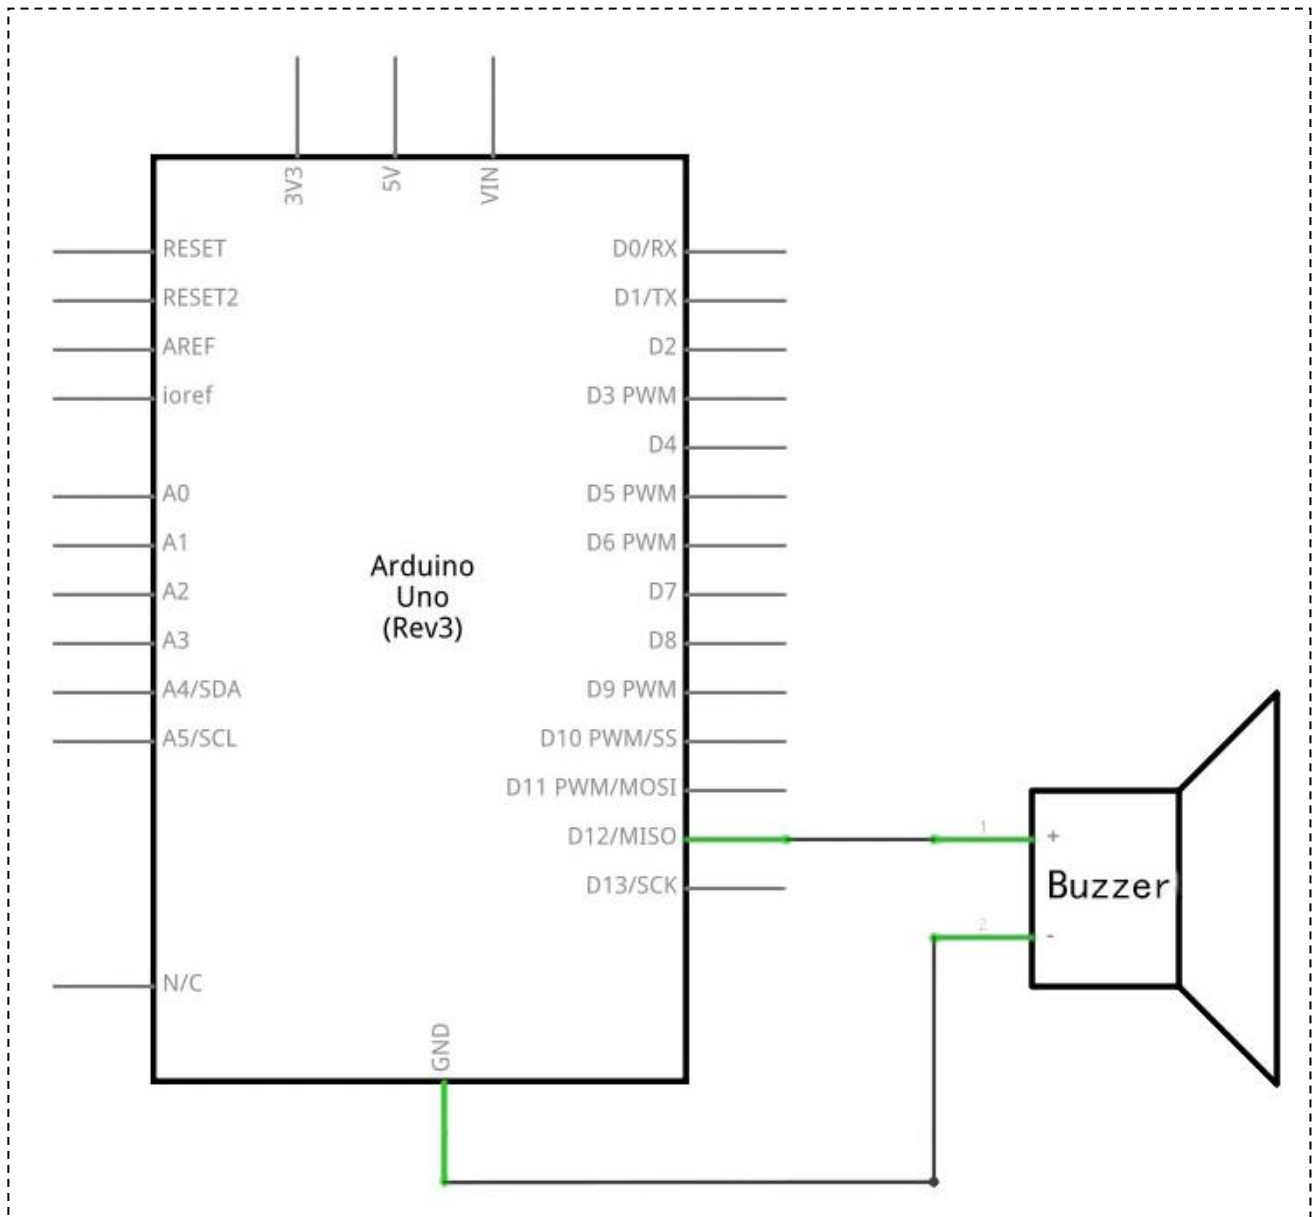 3V3
5V
VIN
RESET
D0/RX
RESET2
D1/TX
AREF
D2
ioref
D3 PWM
D4
A0
D5 PWM
A1
D6 PWM
Arduino
Uno
(Rev3)
A2
D7
A3
D8
A4/SDA
D9 PWM
A5/SCL
D10 PWM/SS
D11 PWM/MOSI
D12/MISO
1
+
D13/SCK
Buzzer
2
-
N/C
GND